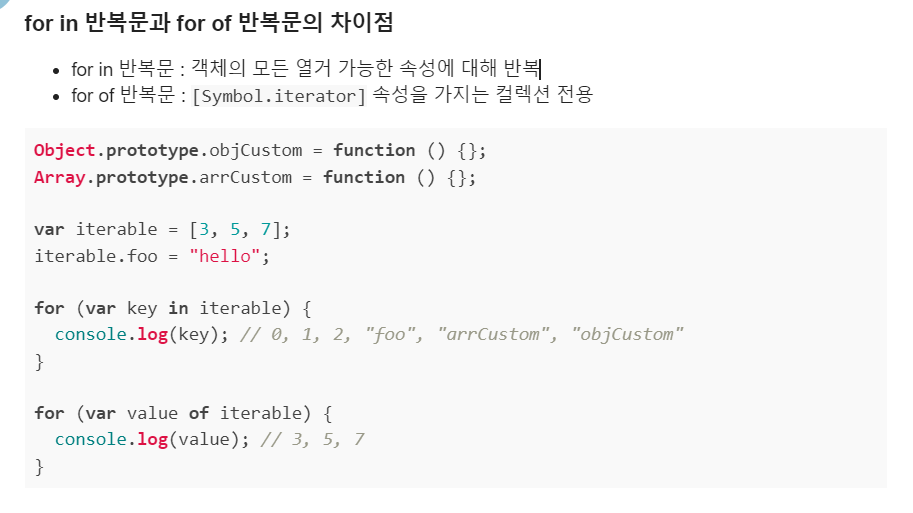 for in 반복문과 for of 반복문의 차이점
• for in 반복문 : 객체의 모든 열거 가능한 속성에 대해 반복
• for of 반복문 : [Symbol.iterator] 속성을 가지는 컬렉션 전용
Object.prototype.objCustom = function () {};
Array.prototype.arrCustom = function () {};

var iterable = [3, 5, 7];
iterable.foo = "hello";

for (var key in iterable) {
  console.log(key); // 0, 1, 2, "foo", "arrCustom", "objCustom"
}

for (var value of iterable) {
  console.log(value); // 3, 5, 7
}